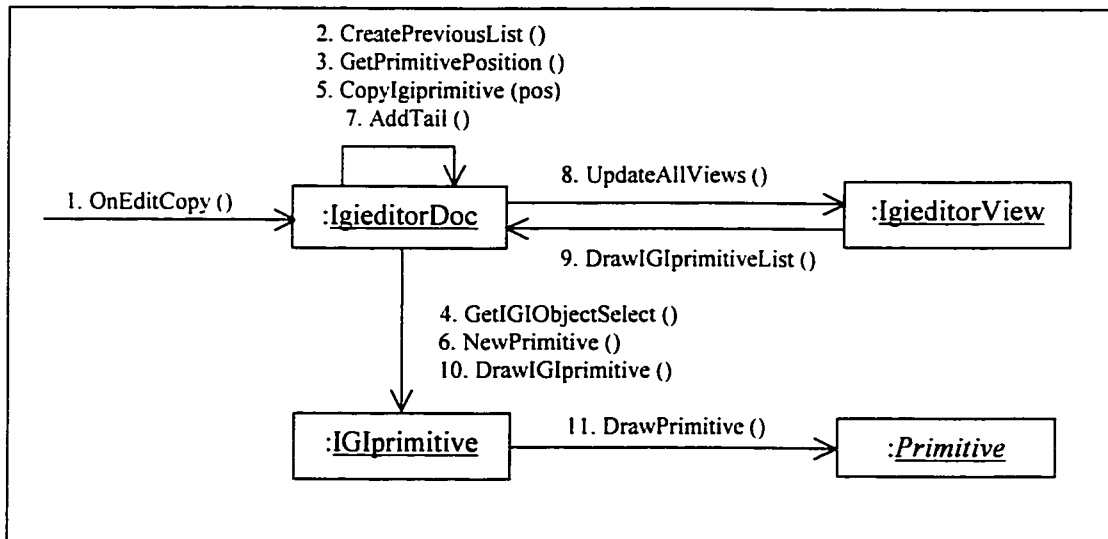 2. CreatePreviousList ()
3. GetPrimitivePosition ()
5. CopyIgiprimitive (pos)
7. AddTail ()
1. OnEditCopy ()
8. UpdateAllViews ()
:IgieditorDoc
:IgieditorView
9. DrawIGIprimitiveList ()
4. GetIGIObjectSelect ()
6. NewPrimitive ()
10. DrawIGIprimitive ()
:IGIprimitive
11. DrawPrimitive ()
:Primitive